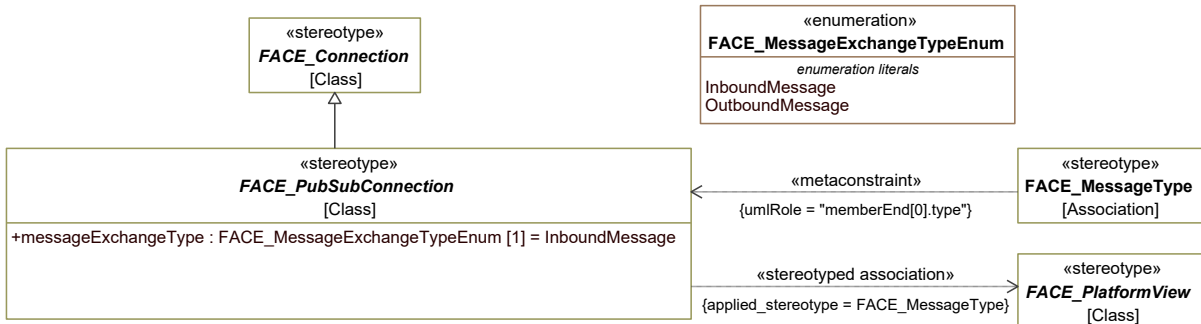 «stereotype»
FACE_Connection
[Class]
«enumeration»
FACE_MessageExchangeTypeEnum
enumeration literals
InboundMessage
OutboundMessage
«stereotype»
FACE_PubSubConnection
[Class]
+messageExchangeType : FACE_MessageExchangeTypeEnum [1] = InboundMessage
«metaconstraint»
{umlRole = "memberEnd[0].type"}
«stereotype»
FACE_MessageType
[Association]
«stereotyped association»
{applied_stereotype = FACE_MessageType}
«stereotype»
FACE_PlatformView
[Class]